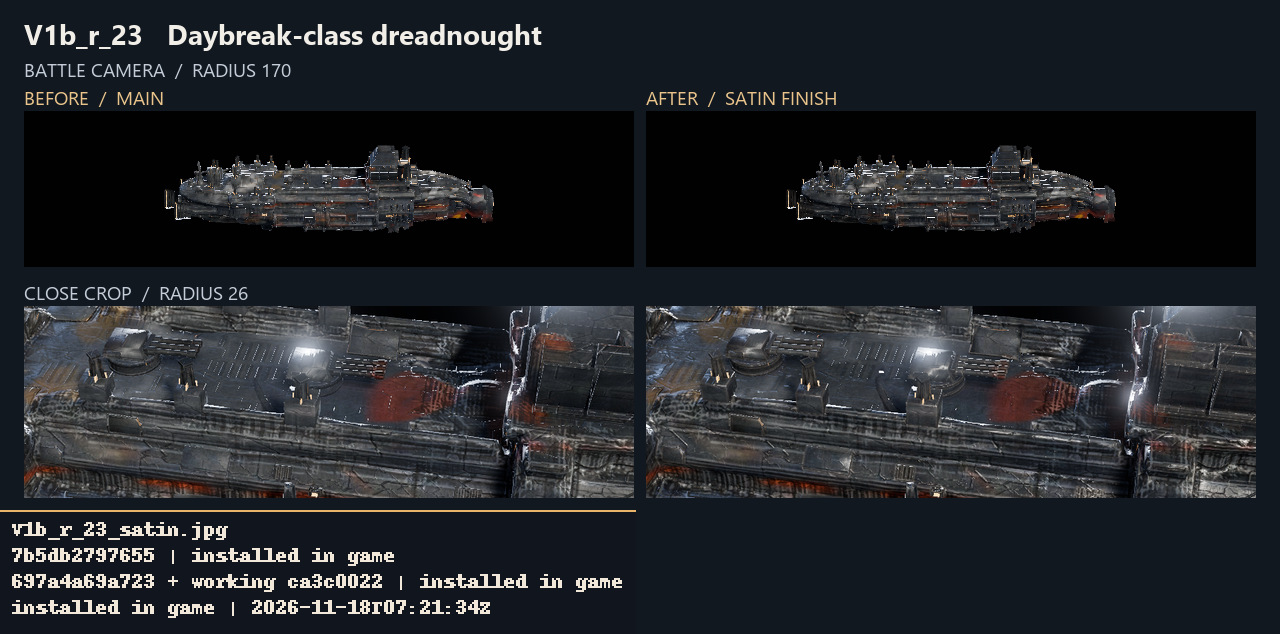 V1b_r_23 Daybreak-class dreadnought
BATTLE CAMERA / RADIUS 170
BEFORE / MAIN
AFTER / SATIN FINISH
CLOSE CROP / RADIUS 26
V1b_r_23_satin.jpg
7b5db2797655 | installed in game
697a4a69a723 + working ca3c0022 | installed in game
installed in game | 2026-11-18T07:21:34Z